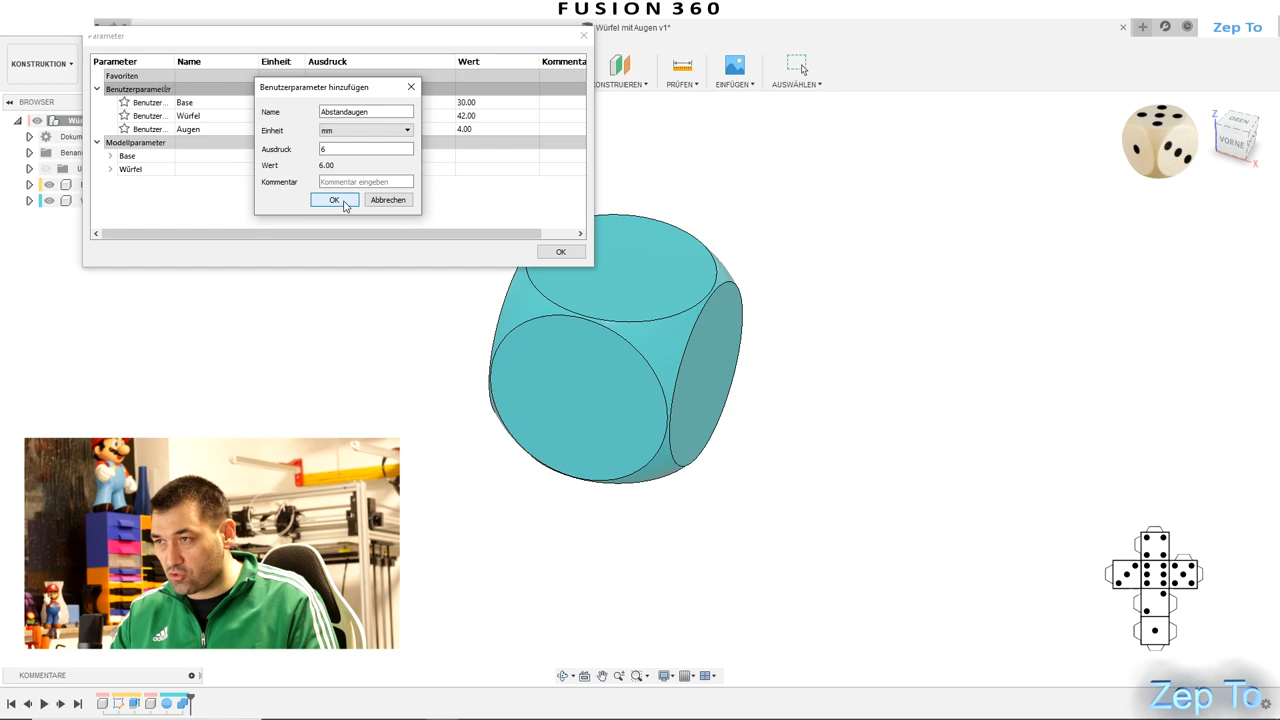 FUSION 360
Würfel mit Augen v1*
Zep To
Parameter
KONSTRUKTION
Parameter Name Einheit Ausdruck Wert Kommenta
Favoriten
Benutzerparameter
Benutzer... Base 30.00
Benutzer... Würfel 42.00
Benutzer... Augen 4.00
Modellparameter
Base
Würfel
Benutzerparameter hinzufügen
Name Abstandaugen
Einheit mm
Ausdruck 6
Wert 6.00
Kommentar Kommentar eingeben
OK Abbrechen
OK
PRÜFEN EINFÜGEN AUSWÄHLEN
BROWSER
Dokum
Benan
OBEN
VORNE
Z
X
KOMMENTARE
Zep To